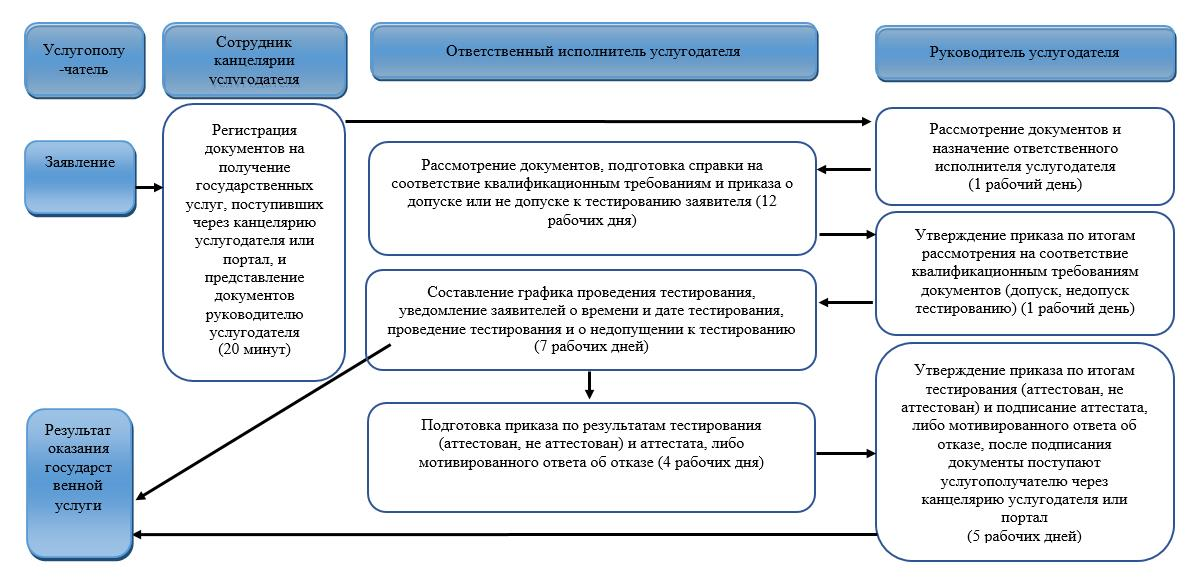 Услугополу
-чатель
Сотрудник
канцелярии
услугодателя
Ответственный исполнитель услугодателя
Руководитель услугодателя
Заявление
Регистрация
документов на
получение
государственных
услуг, поступивших
через канцелярию
услугодателя или
портал, и
представление
документов
руководителю
услугодателя
(20 минут)
Рассмотрение документов и
назначение ответственного
исполнителя услугодателя
(1 рабочий день)
Рассмотрение документов, подготовка справки на
соответствие квалификационным требованиям и приказа о
допуске или не допуске к тестированию заявителя (12
рабочих дня)
Утверждение приказа по итогам
рассмотрения на соответствие
квалификационным требованиям
документов (допуск, недопуск
тестированию) (1 рабочий день)
Составление графика проведения тестирования,
уведомление заявителей о времени и дате тестирования,
проведение тестирования и о недопущении к тестированию
(7 рабочих дней)
Подготовка приказа по результатам тестирования
(аттестован, не аттестован) и аттестата, либо
мотивированного ответа об отказе (4 рабочих дня)
Утверждение приказа по итогам
тестирования (аттестован, не
аттестован) и подписание аттестата,
либо мотивированного ответа об
отказе, после подписания
документы поступают
услугополучателю через
канцелярию услугодателя или
портал
(5 рабочих дней)
Результат
оказания
государст
венной
услуги